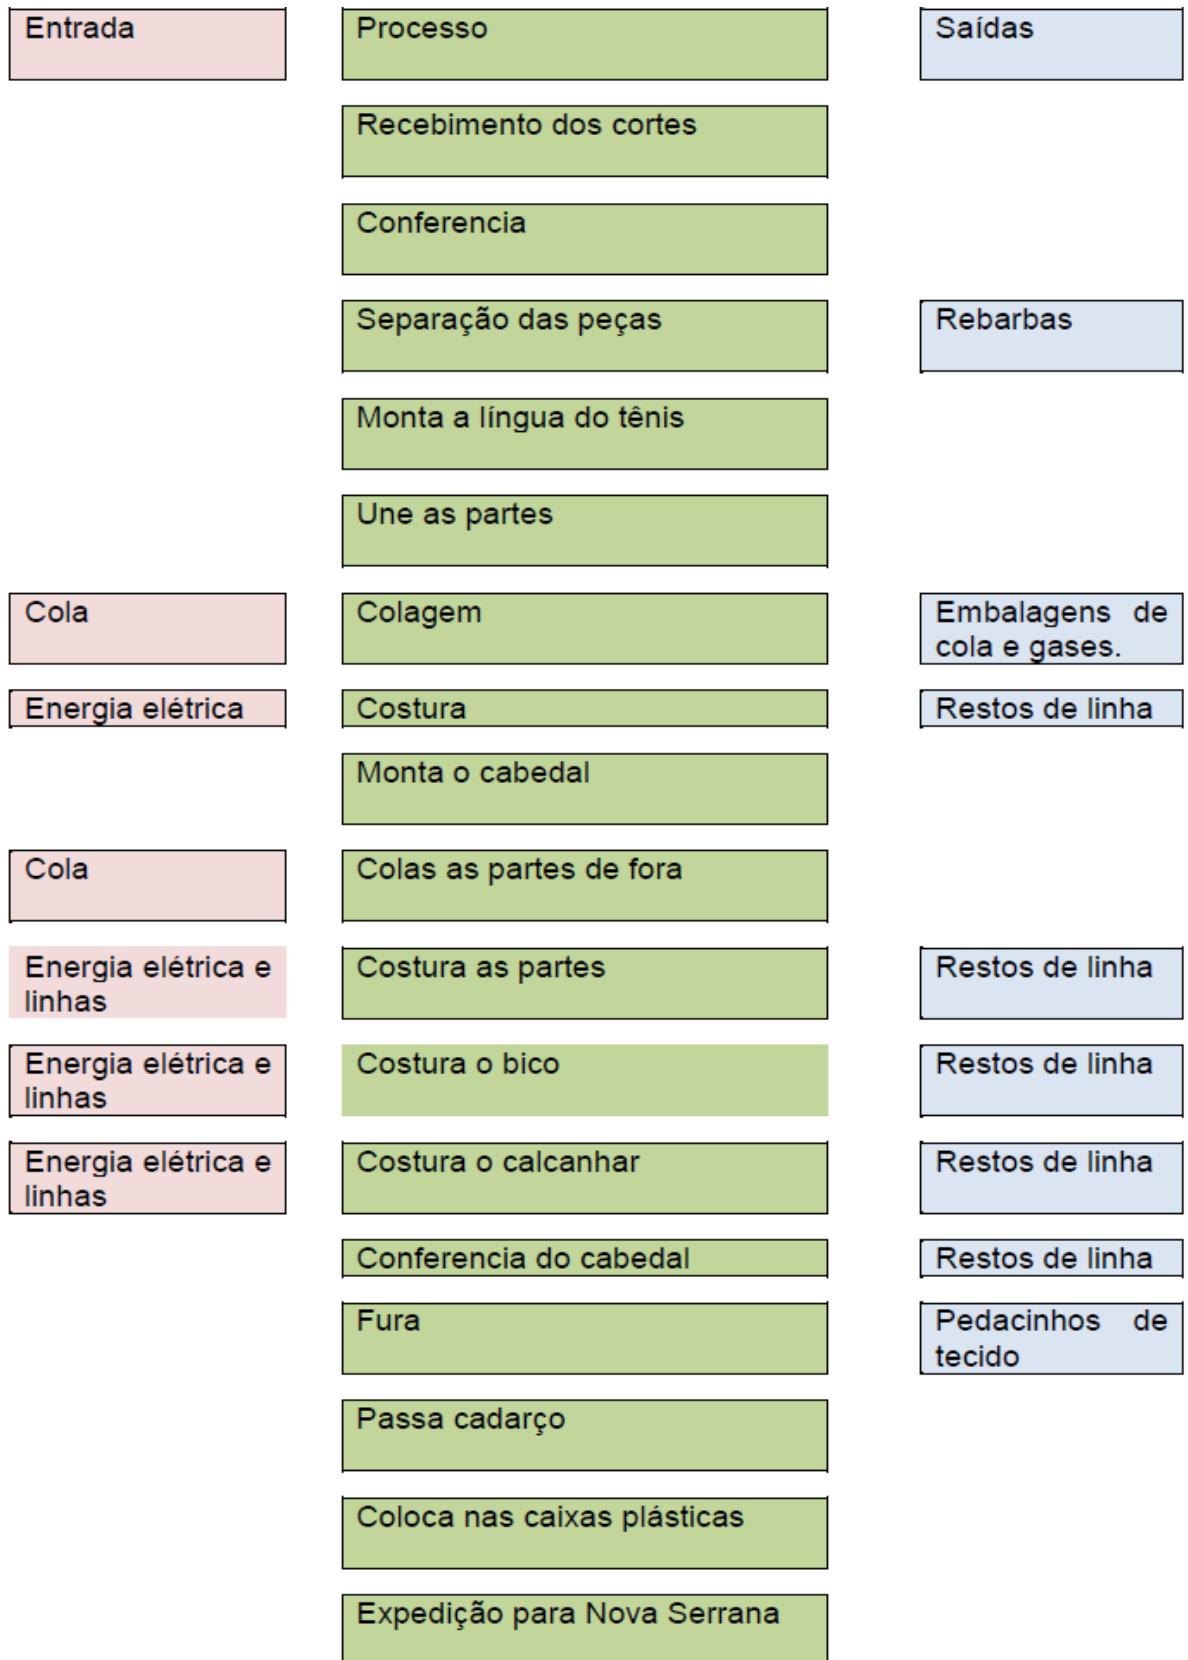 Entrada
Processo
Saídas
Recebimento dos cortes
Conferencia
Separação das peças
Rebarbas
Monta a língua do tênis
Une as partes
Cola
Colagem
Embalagens de
cola e gases.
Energia elétrica
Costura
Restos de linha
Monta o cabedal
Cola
Colas as partes de fora
Energia elétrica e
linhas
Costura as partes
Restos de linha
Energia elétrica e
linhas
Costura o bico
Restos de linha
Energia elétrica e
linhas
Costura o calcanhar
Restos de linha
Conferencia do cabedal
Restos de linha
Fura
Pedacinhos de
tecido
Passa cadarço
Coloca nas caixas plásticas
Expedição para Nova Serrana